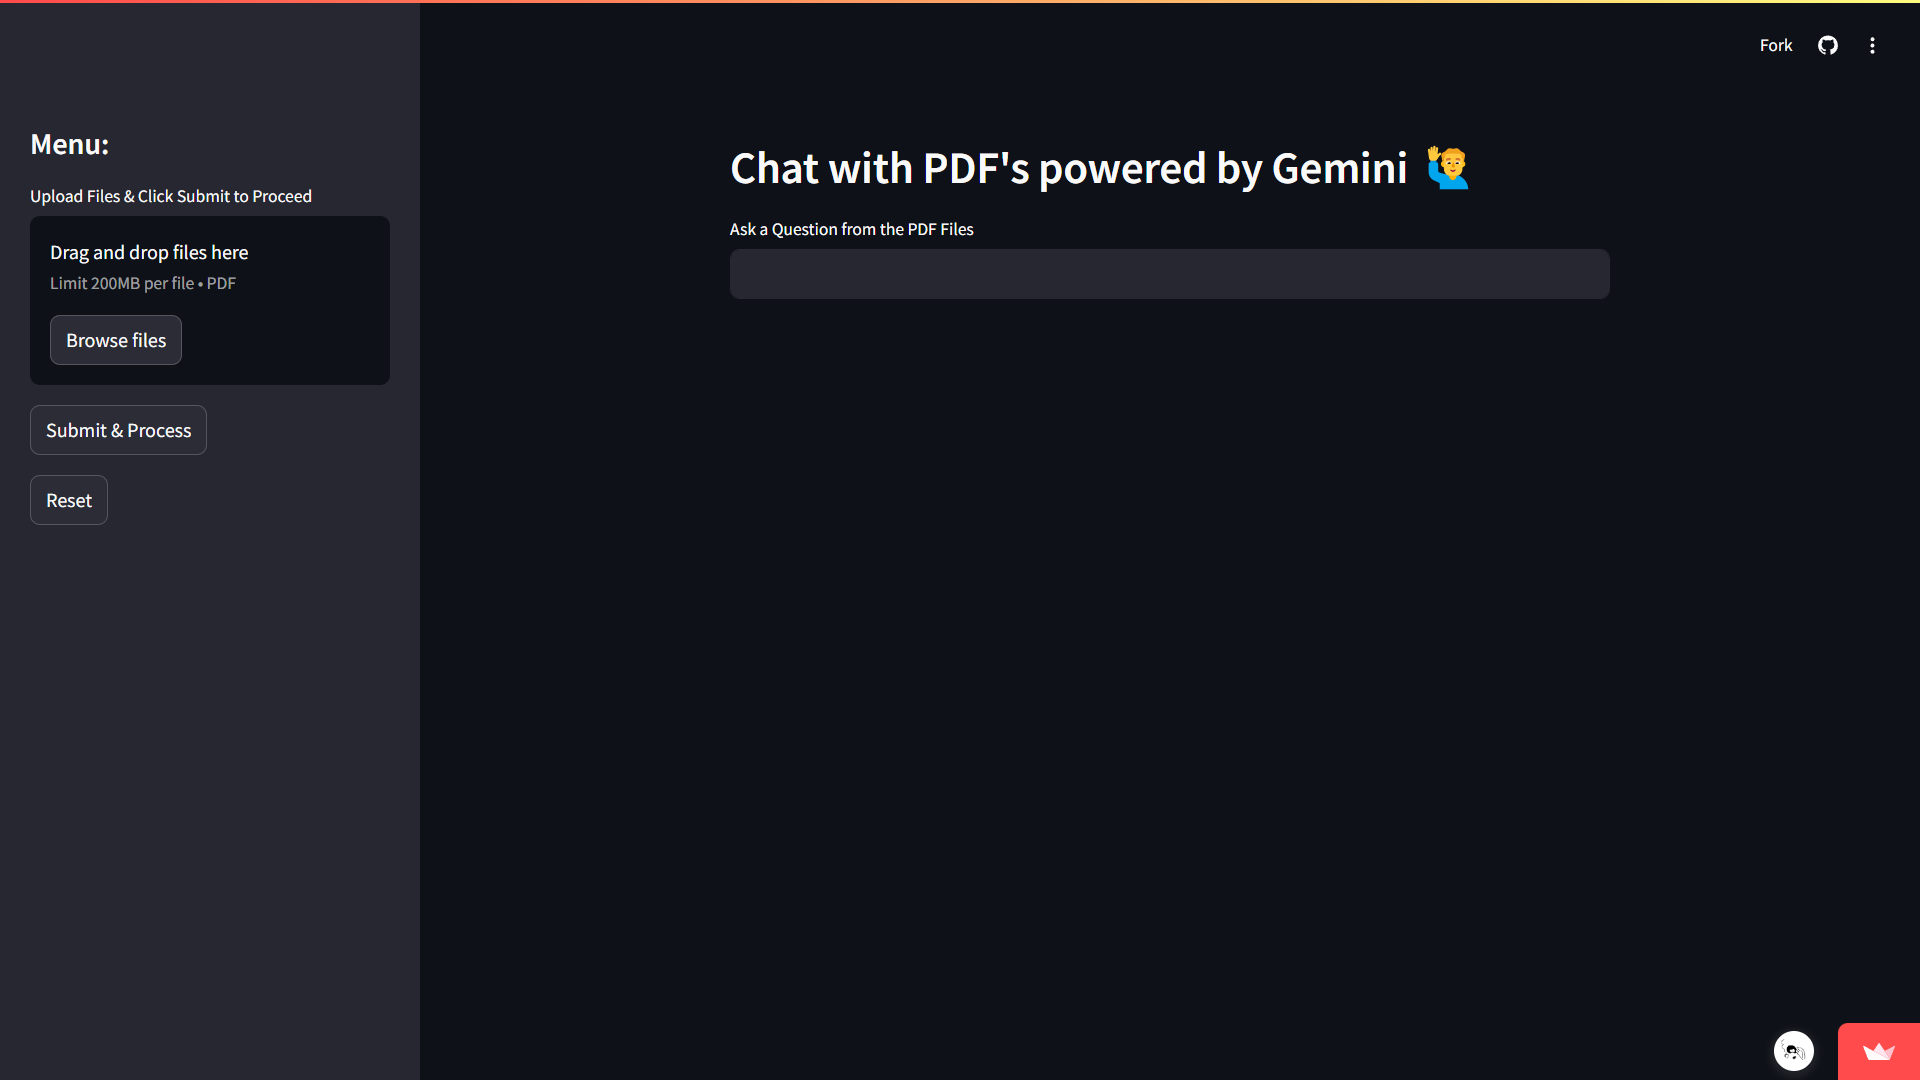 Fork
Menu:
Upload Files & Click Submit to Proceed
Drag and drop files here
Limit 200MB per file • PDF
Browse files
Submit & Process
Reset
Chat with PDF's powered by Gemini 🙋‍♂️
Ask a Question from the PDF Files